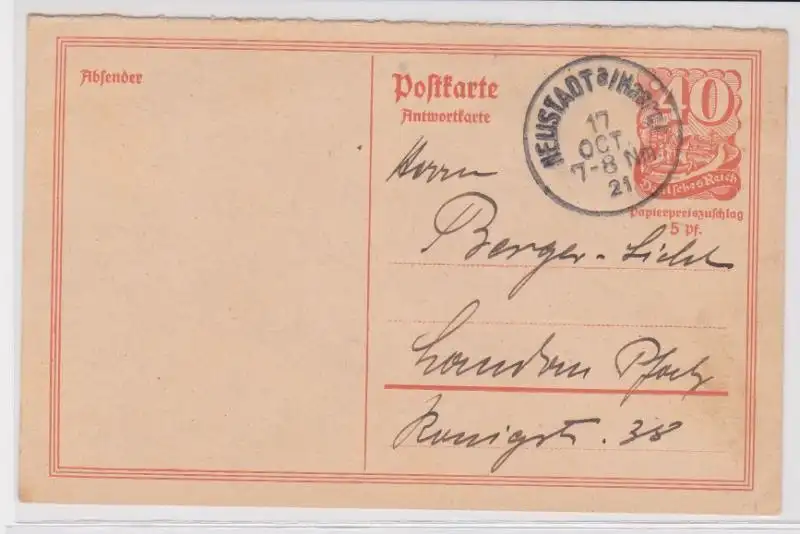 Absender
Postkarte
Antwortkarte
NEUSTADT a/Haardt
17
OCT.
7-8 Nm
21
40
Deutsches Reich
Papierpreiszuschlag
5 Pf.
Herrn
Berger - Licht
Landau Pfalz
Königstr. 38